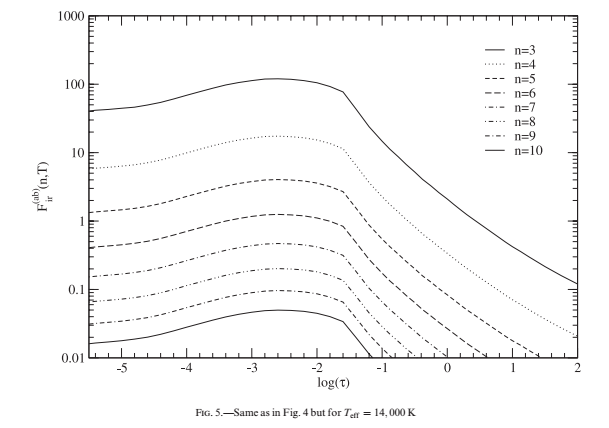 1000
100
10
1
0.1
0.01
F_ir^(ab)(n,T)
n=3
n=4
n=5
n=6
n=7
n=8
n=9
n=10
-5 -4 -3 -2 -1 0 1 2
log(τ)
FIG. 5.—Same as in Fig. 4 but for T_eff = 14,000 K